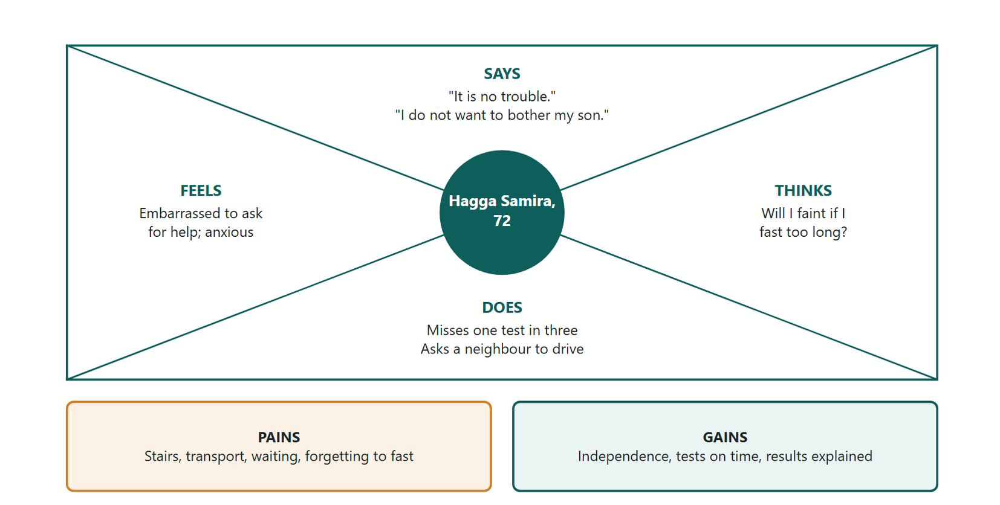 SAYS
"It is no trouble."
"I do not want to bother my son."
FEELS
Embarrassed to ask
for help; anxious
Hagga Samira,
72
THINKS
Will I faint if I
fast too long?
DOES
Misses one test in three
Asks a neighbour to drive
PAINS
Stairs, transport, waiting, forgetting to fast
GAINS
Independence, tests on time, results explained